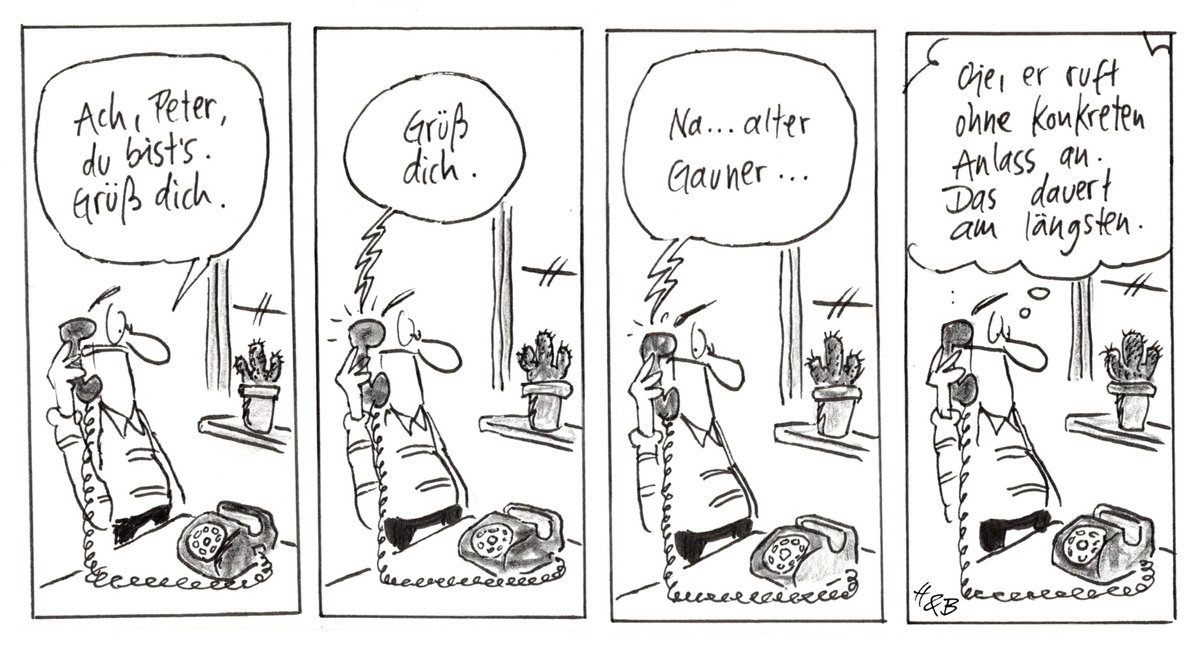 Ach, Peter,
du bist's.
Grüß dich.
Grüß
dich.
Na... alter
Gauner...
Oje, er ruft
ohne konkreten
Anlass an.
Das dauert
am längsten.
H
&B